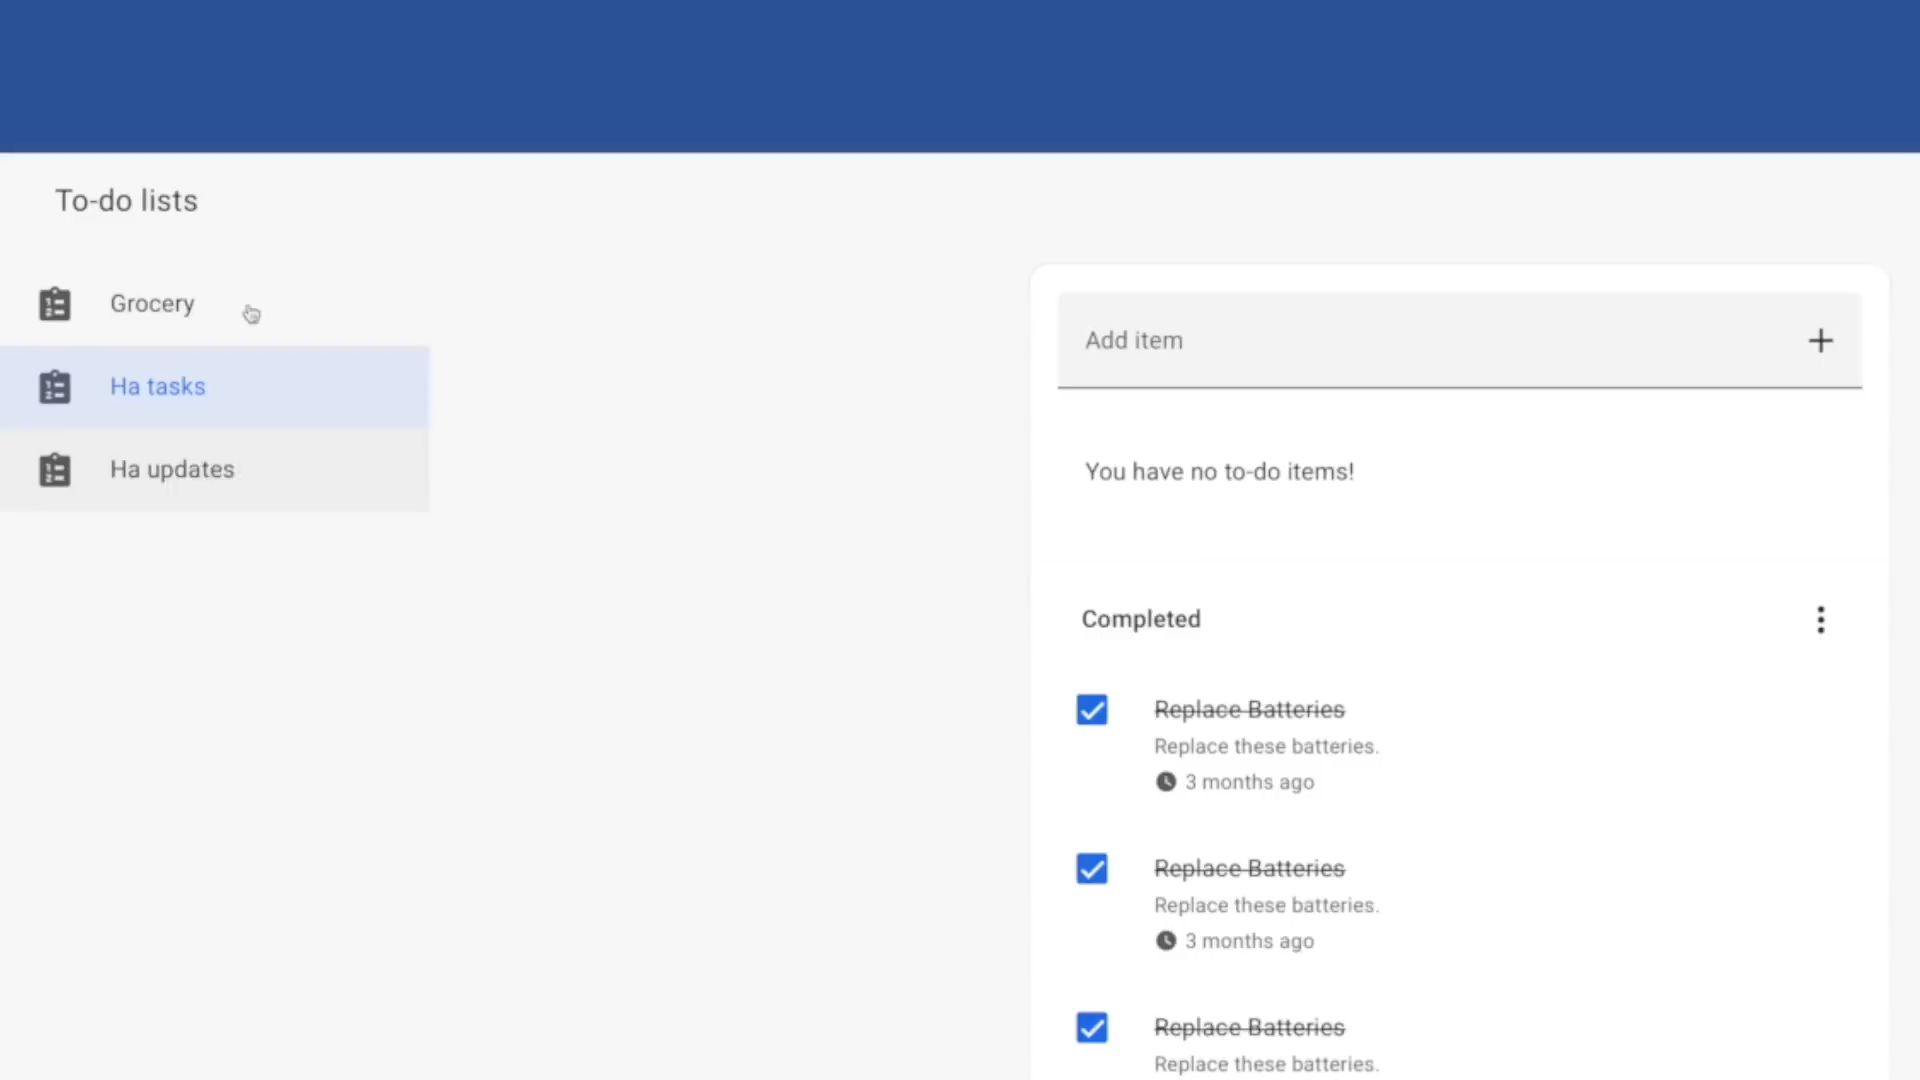 To-do lists
Grocery
Ha tasks
Ha updates
Add item
You have no to-do items!
Completed
Replace Batteries
Replace these batteries.
3 months ago
Replace Batteries
Replace these batteries.
3 months ago
Replace Batteries
Replace these batteries.